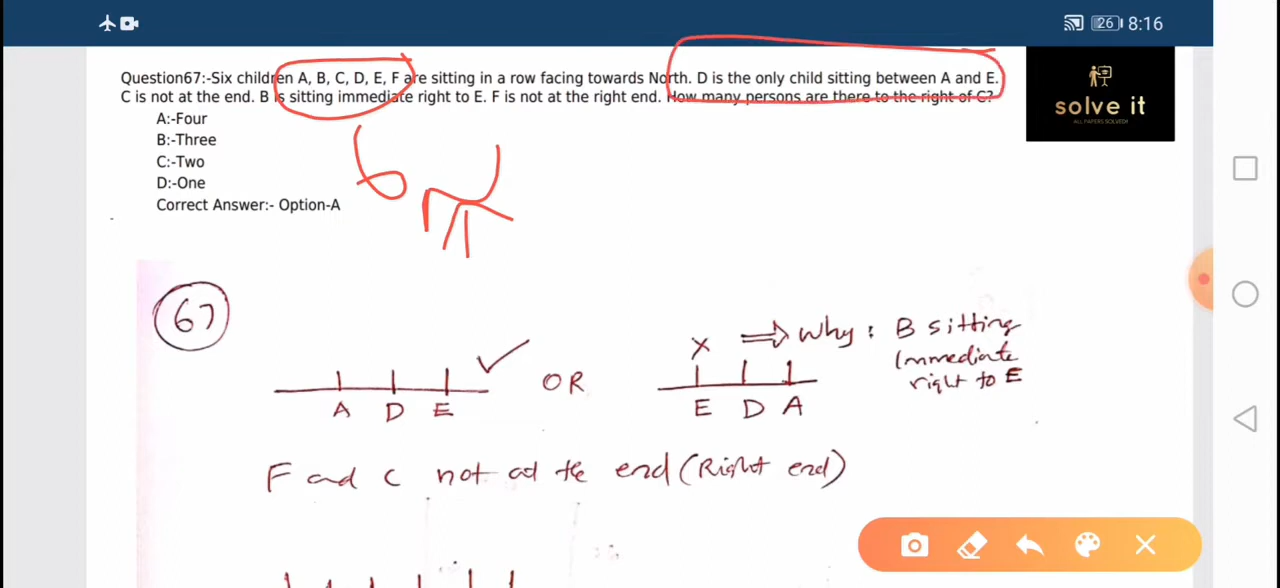 26 8:16
Question67:-Six children A, B, C, D, E, F are sitting in a row facing towards North. D is the only child sitting between A and E.
C is not at the end. B is sitting immediate right to E. F is not at the right end. How many persons are there to the right of C?
A:-Four
B:-Three
C:-Two
D:-One
Correct Answer:- Option-A
solve it
ALL PAPERS SOLVED!!
6
67
A D E
OR
X
E D A
⇒ Why : B sitting
Immediate
right to E
F and C not at the end (Right end)